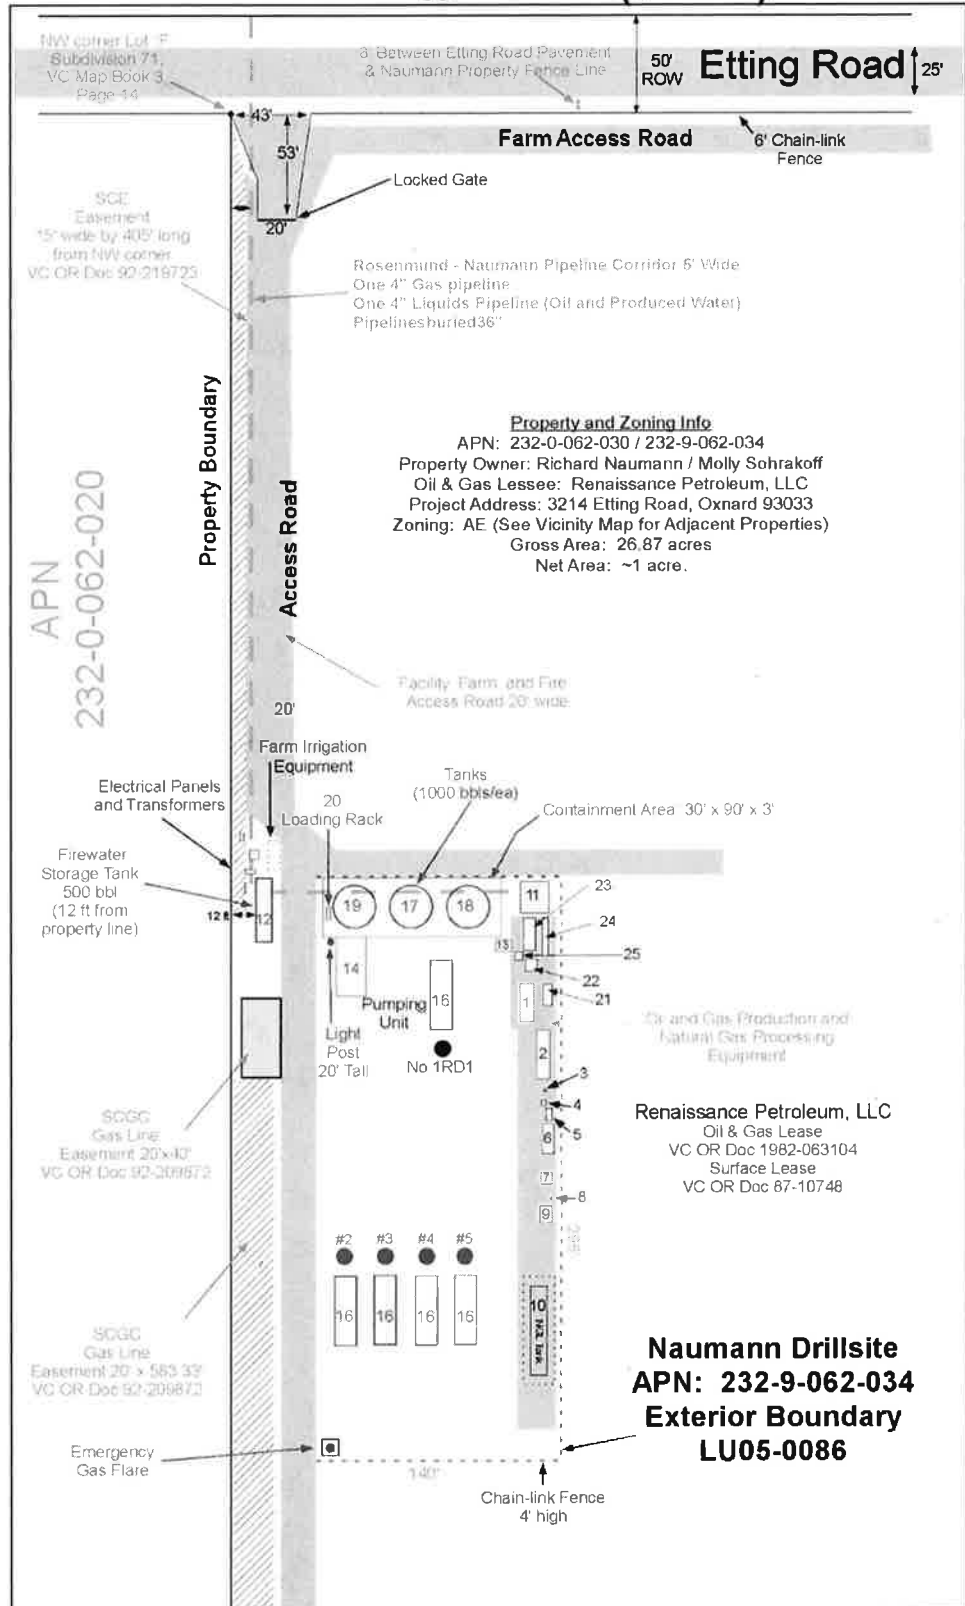 NW corner Lot "F"
Subdivision 71,
VC Map Book 3,
Page 14
6' Between Etting Road Pavement
& Naumann Property Fence Line
50'
ROW
Etting Road
25'
43'
53'
Farm Access Road
6' Chain-link
Fence
Locked Gate
20'
SCE
Easement
15' wide by 405' long
from NW corner
VC OR Doc 92-219723
Rosenmund - Naumann Pipeline Corridor 5' Wide
One 4" Gas pipeline
One 4" Liquids Pipeline (Oil and Produced Water)
Pipelines buried 36"
Property Boundary
Access Road
APN
232-0-062-020
Property and Zoning Info
APN: 232-0-062-030 / 232-9-062-034
Property Owner: Richard Naumann / Molly Sohrakoff
Oil & Gas Lessee: Renaissance Petroleum, LLC
Project Address: 3214 Etting Road, Oxnard 93033
Zoning: AE (See Vicinity Map for Adjacent Properties)
Gross Area: 26.87 acres
Net Area: ~1 acre.
Facility, Farm, and Fire
Access Road 20' wide
20'
Farm Irrigation
Equipment
Electrical Panels
and Transformers
20
Loading Rack
Tanks
(1000 bbls/ea)
Containment Area 30' x 90' x 3'
Firewater
Storage Tank
500 bbl
(12 ft from
property line)
12 ft
12
19
17
18
11
23
24
13
25
22
21
14
Pumping
Unit
16
1
Light
Post
20' Tall
No 1RD1
2
Oil and Gas Production and
Natural Gas Processing
Equipment
3
4
5
6
7
8
9
SCGC
Gas Line
Easement 20'x40'
VC OR Doc 92-209872
Renaissance Petroleum, LLC
Oil & Gas Lease
VC OR Doc 1982-063104
Surface Lease
VC OR Doc 87-10748
#2
#3
#4
#5
16
16
16
16
10
NGL Tank
SCGC
Gas Line
Easement 20' x 583.33'
VC OR Doc 92-209872
Naumann Drillsite
APN: 232-9-062-034
Exterior Boundary
LU05-0086
Emergency
Gas Flare
140'
Chain-link Fence
4' high